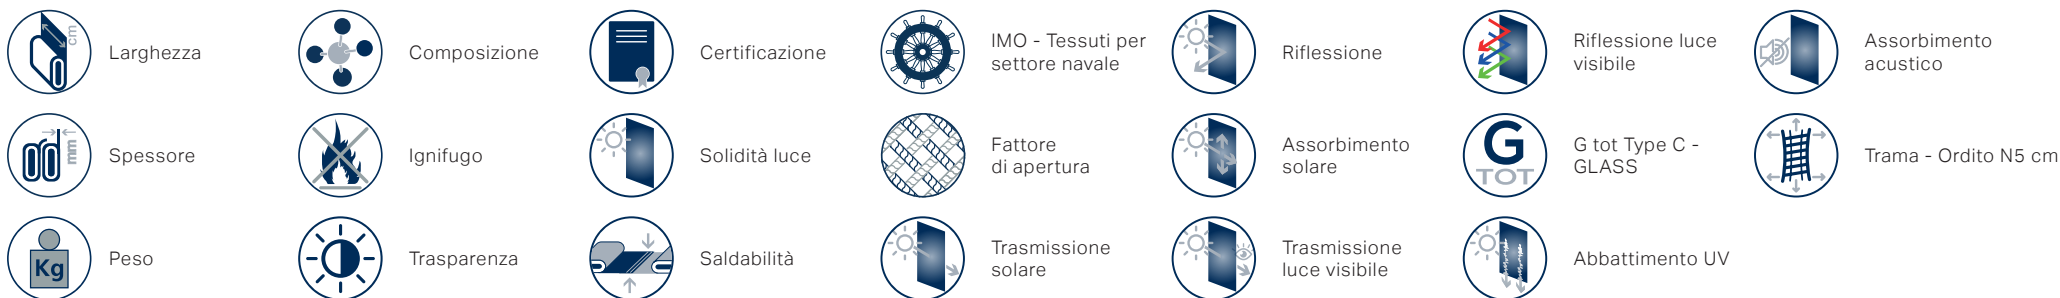 cm
Larghezza
Composizione
Certificazione
IMO - Tessuti per
settore navale
Riflessione
Riflessione luce
visibile
Assorbimento
acustico
mm
Spessore
Ignifugo
Solidità luce
Fattore
di apertura
Assorbimento
solare
G
TOT
G tot Type C -
GLASS
Trama - Ordito N5 cm
Kg
Peso
Trasparenza
Saldabilità
Trasmissione
solare
Trasmissione
luce visibile
Abbattimento UV